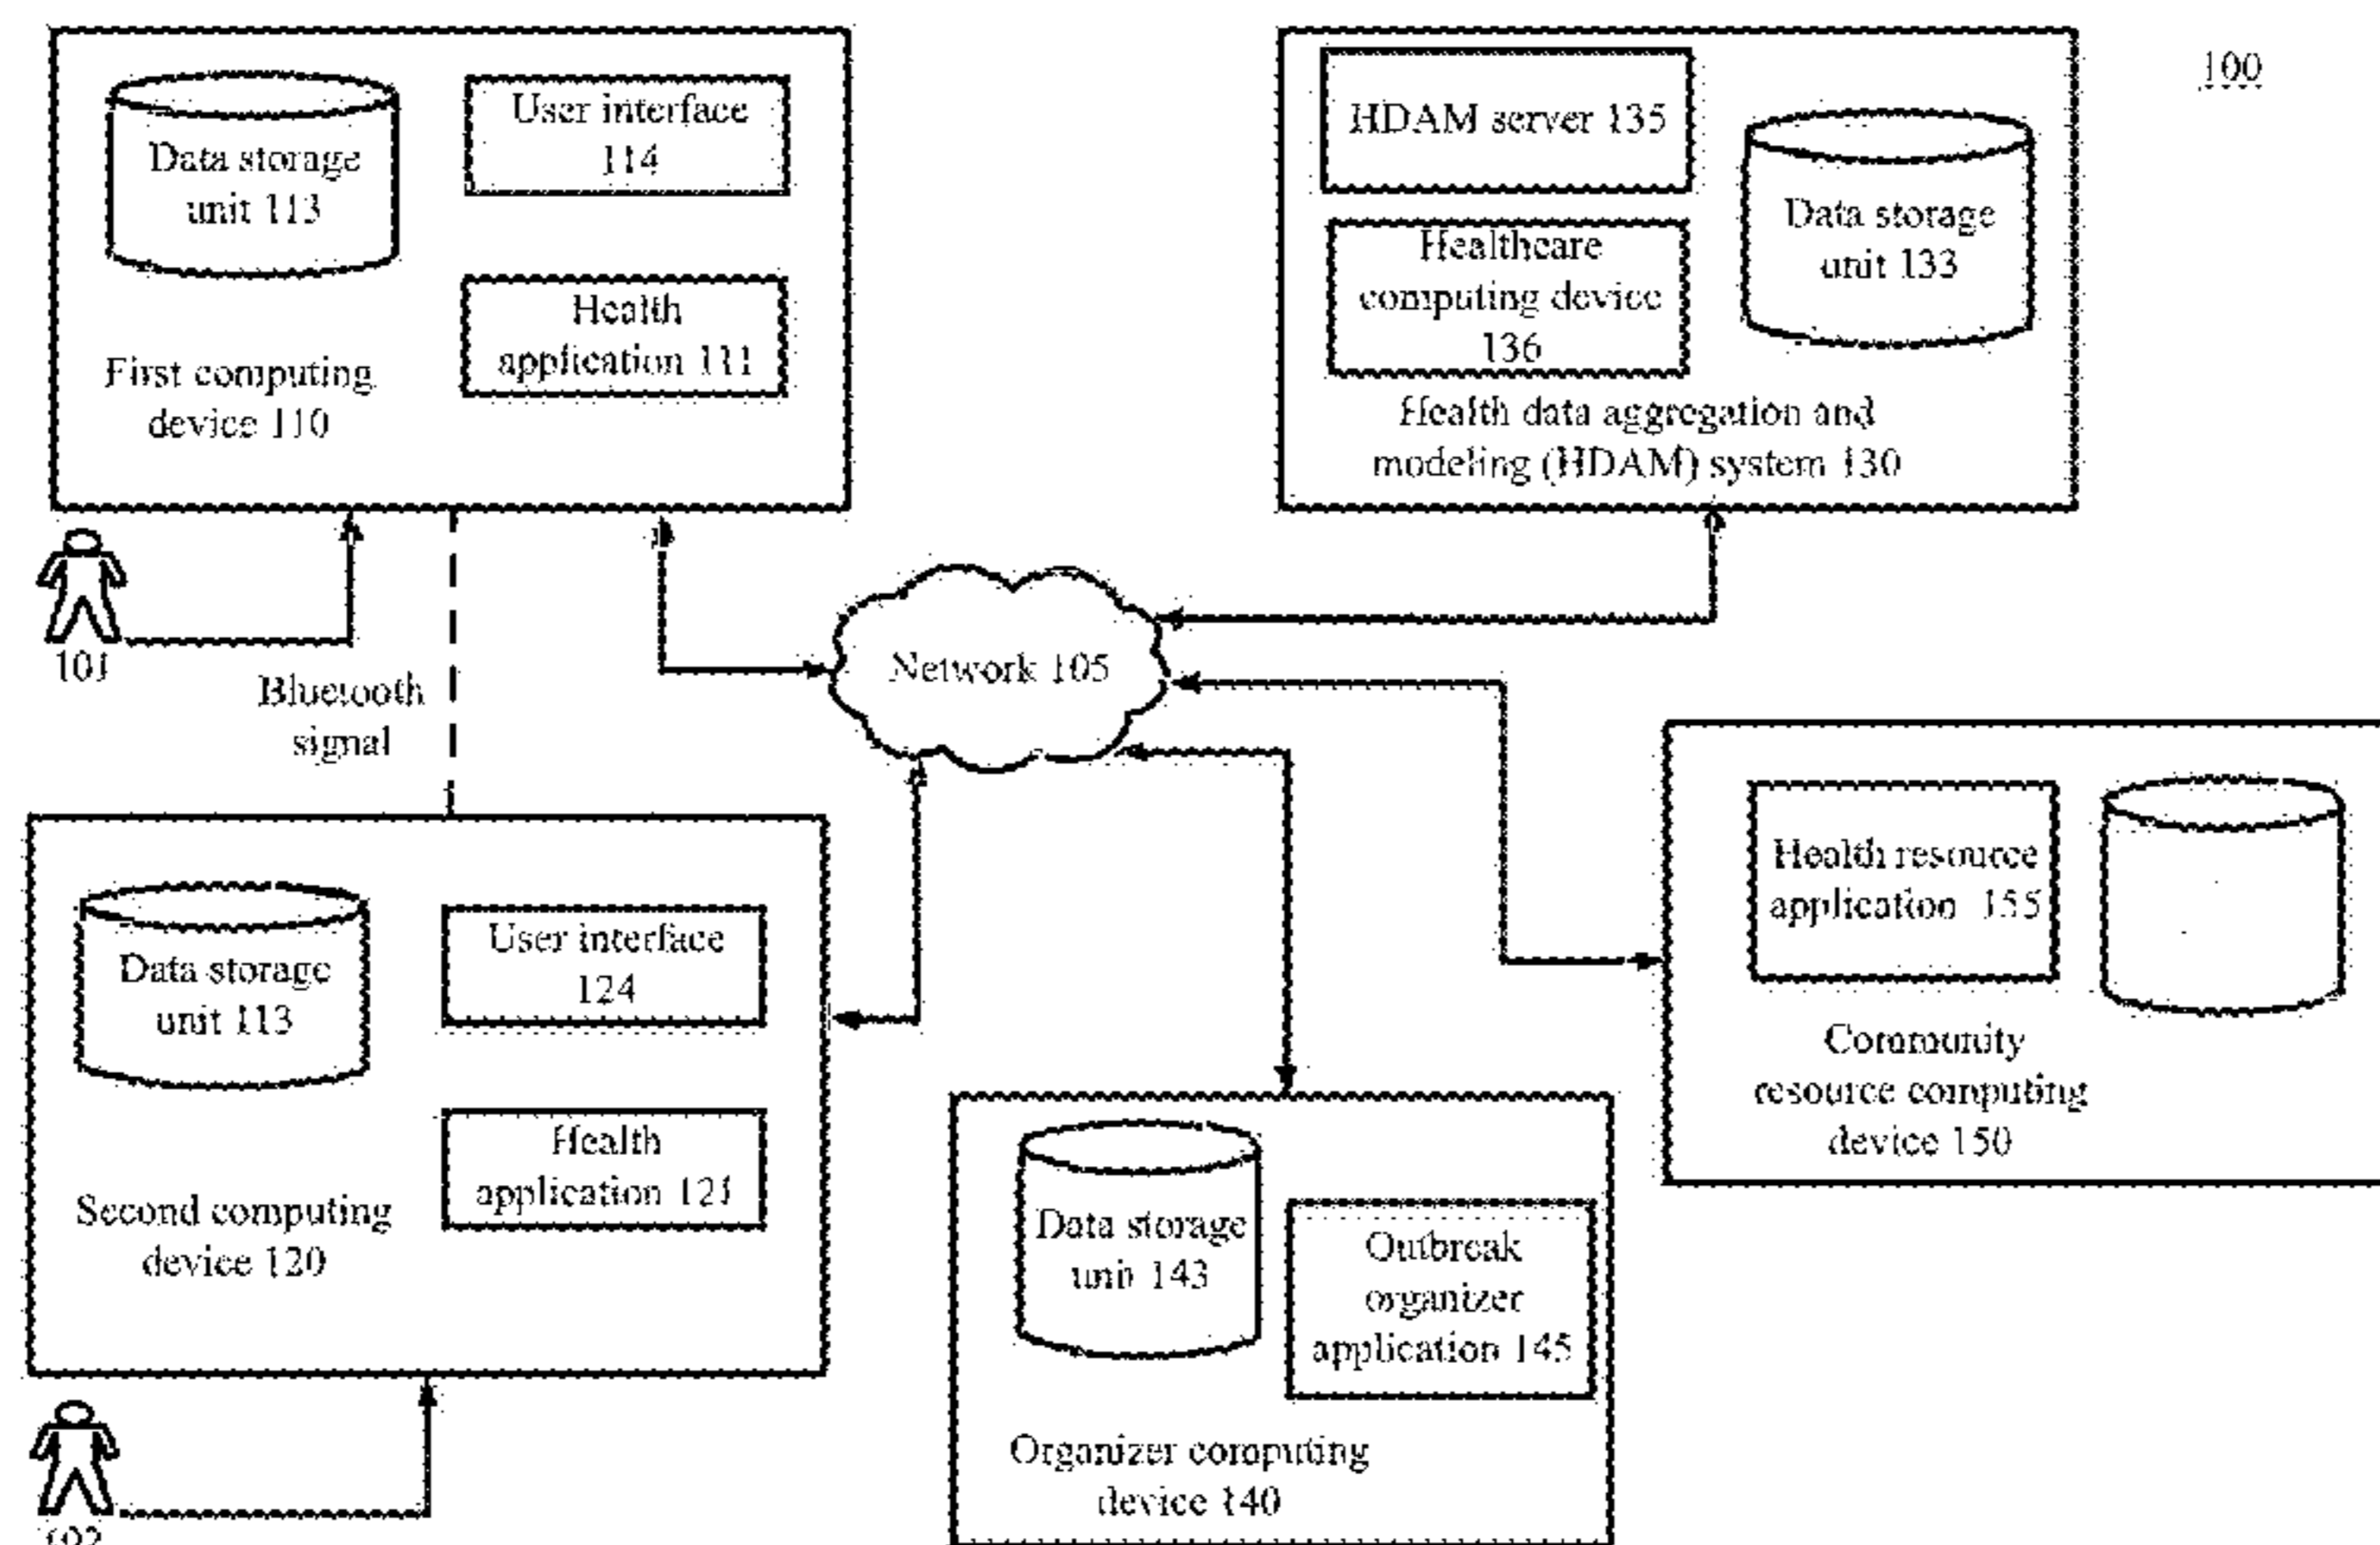 100
Data storage
unit 113
User interface
114
Health
application 111
First computing
device 110
HDAM server 135
Healthcare
computing device
136
Data storage
unit 133
Health data aggregation and
modeling (HDAM) system 130
101
Bluetooth
signal
Network 105
Data storage
unit 113
User interface
124
Health
application 121
Second computing
device 120
Health resource
application 155
Community
resource computing
device 150
Data storage
unit 143
Outbreak
organizer
application 145
Organizer computing
device 140
102